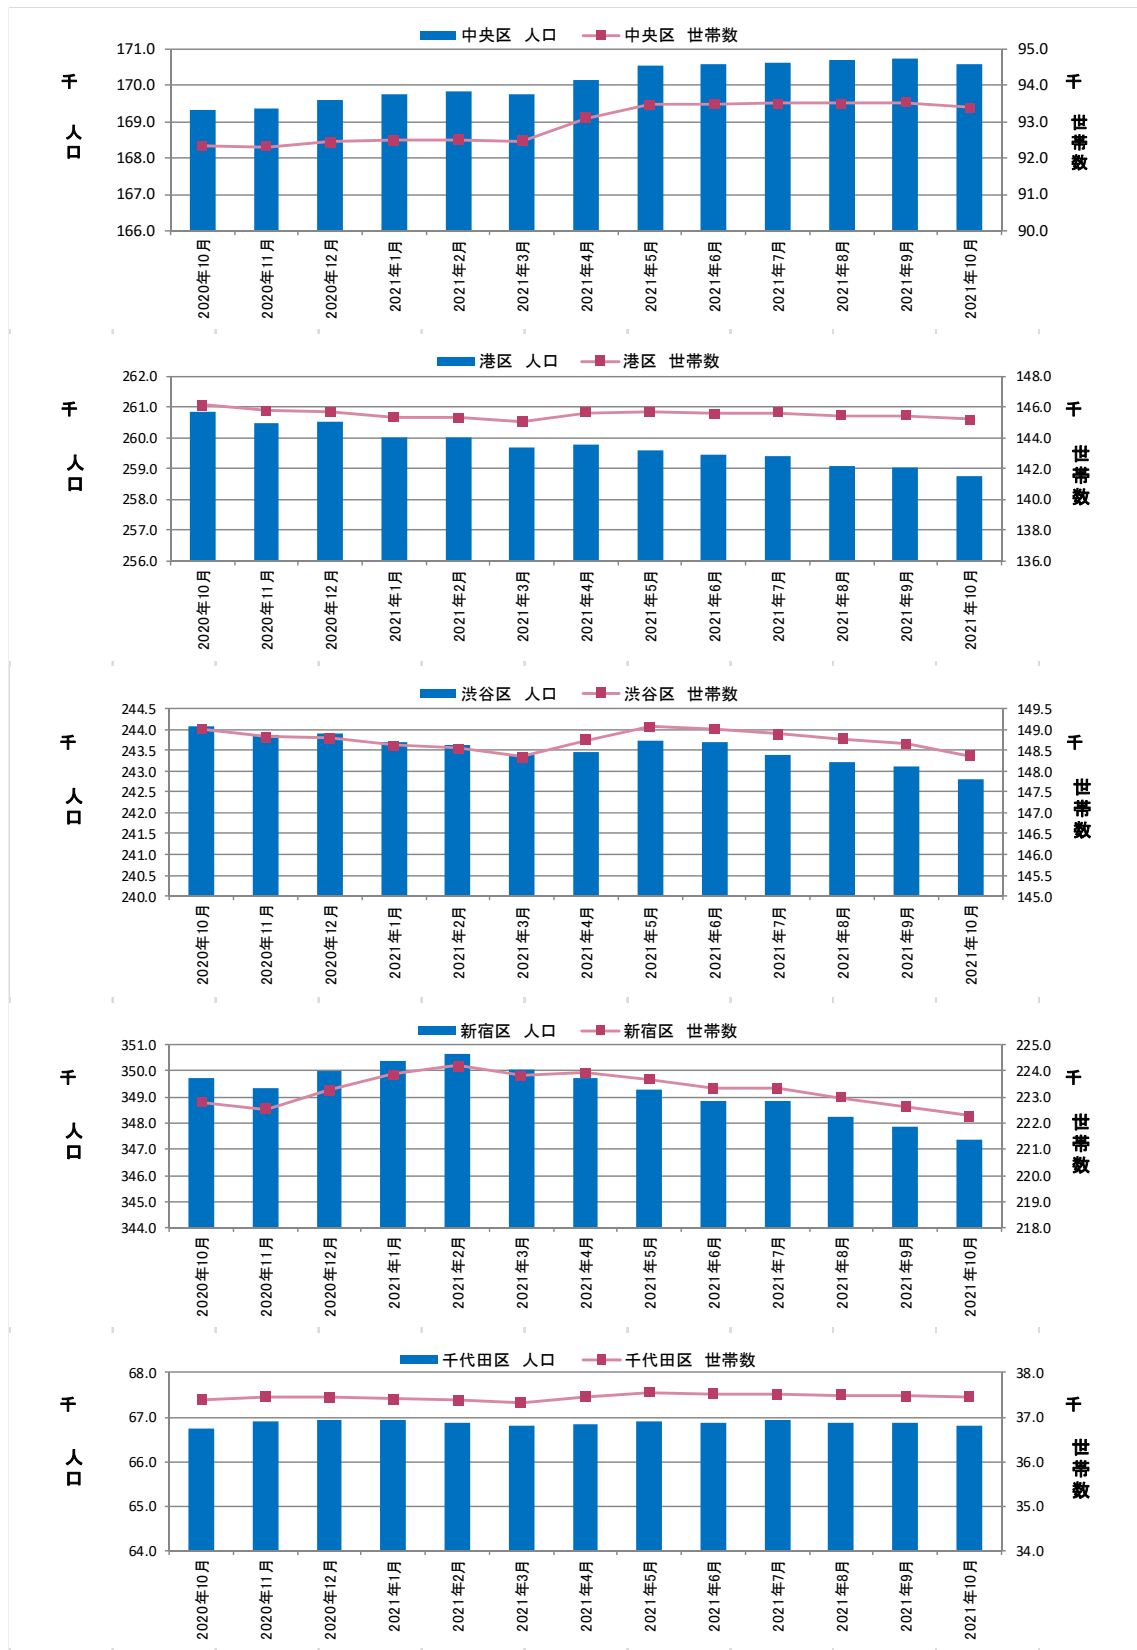 中央区　人口　中央区　世帯数
171.0　95.0
千　千
170.0　94.0
人口　世帯数
169.0　93.0
168.0　92.0
167.0　91.0
166.0　90.0
2020年10月　2020年11月　2020年12月　2021年1月　2021年2月　2021年3月　2021年4月　2021年5月　2021年6月　2021年7月　2021年8月　2021年9月　2021年10月
港区　人口　港区　世帯数
262.0　148.0
千　千
261.0　146.0
260.0　144.0
人口　世帯数
259.0　142.0
258.0　140.0
257.0　138.0
256.0　136.0
2020年10月　2020年11月　2020年12月　2021年1月　2021年2月　2021年3月　2021年4月　2021年5月　2021年6月　2021年7月　2021年8月　2021年9月　2021年10月
渋谷区　人口　渋谷区　世帯数
244.5　149.5
244.0　149.0
千　千
243.5　148.5
243.0　148.0
人口　世帯数
242.5　147.5
242.0　147.0
241.5　146.5
241.0　146.0
240.5　145.5
240.0　145.0
2020年10月　2020年11月　2020年12月　2021年1月　2021年2月　2021年3月　2021年4月　2021年5月　2021年6月　2021年7月　2021年8月　2021年9月　2021年10月
新宿区　人口　新宿区　世帯数
351.0　225.0
千　千
350.0　224.0
349.0　223.0
人口　世帯数
348.0　222.0
347.0　221.0
346.0　220.0
345.0　219.0
344.0　218.0
2020年10月　2020年11月　2020年12月　2021年1月　2021年2月　2021年3月　2021年4月　2021年5月　2021年6月　2021年7月　2021年8月　2021年9月　2021年10月
千代田区　人口　千代田区　世帯数
68.0　38.0
千　千
67.0　37.0
人口　世帯数
66.0　36.0
65.0　35.0
64.0　34.0
2020年10月　2020年11月　2020年12月　2021年1月　2021年2月　2021年3月　2021年4月　2021年5月　2021年6月　2021年7月　2021年8月　2021年9月　2021年10月